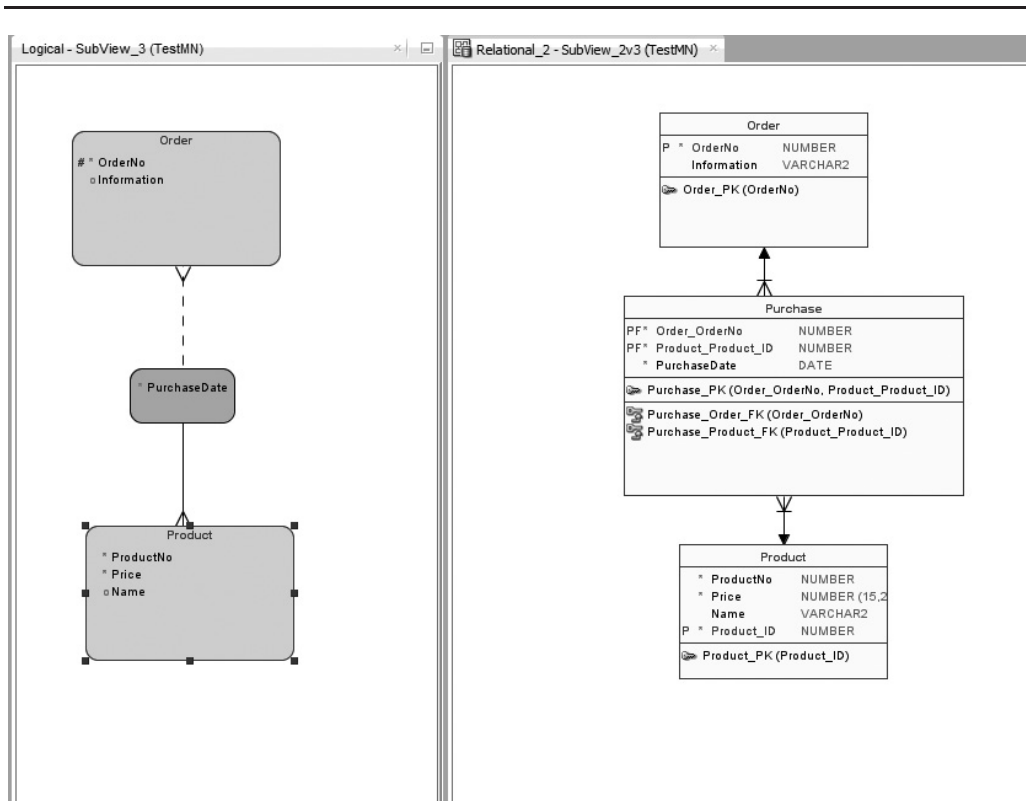 Logical - SubView_3 (TestMN)
Order
# * OrderNo
o Information
* PurchaseDate
Product
* ProductNo
* Price
o Name
Relational_2 - SubView_2v3 (TestMN)
Order
P * OrderNo NUMBER
Information VARCHAR2
Order_PK (OrderNo)
Purchase
PF* Order_OrderNo NUMBER
PF* Product_Product_ID NUMBER
* PurchaseDate DATE
Purchase_PK (Order_OrderNo, Product_Product_ID)
Purchase_Order_FK (Order_OrderNo)
Purchase_Product_FK (Product_Product_ID)
Product
* ProductNo NUMBER
* Price NUMBER (15,2
Name VARCHAR2
P * Product_ID NUMBER
Product_PK (Product_ID)